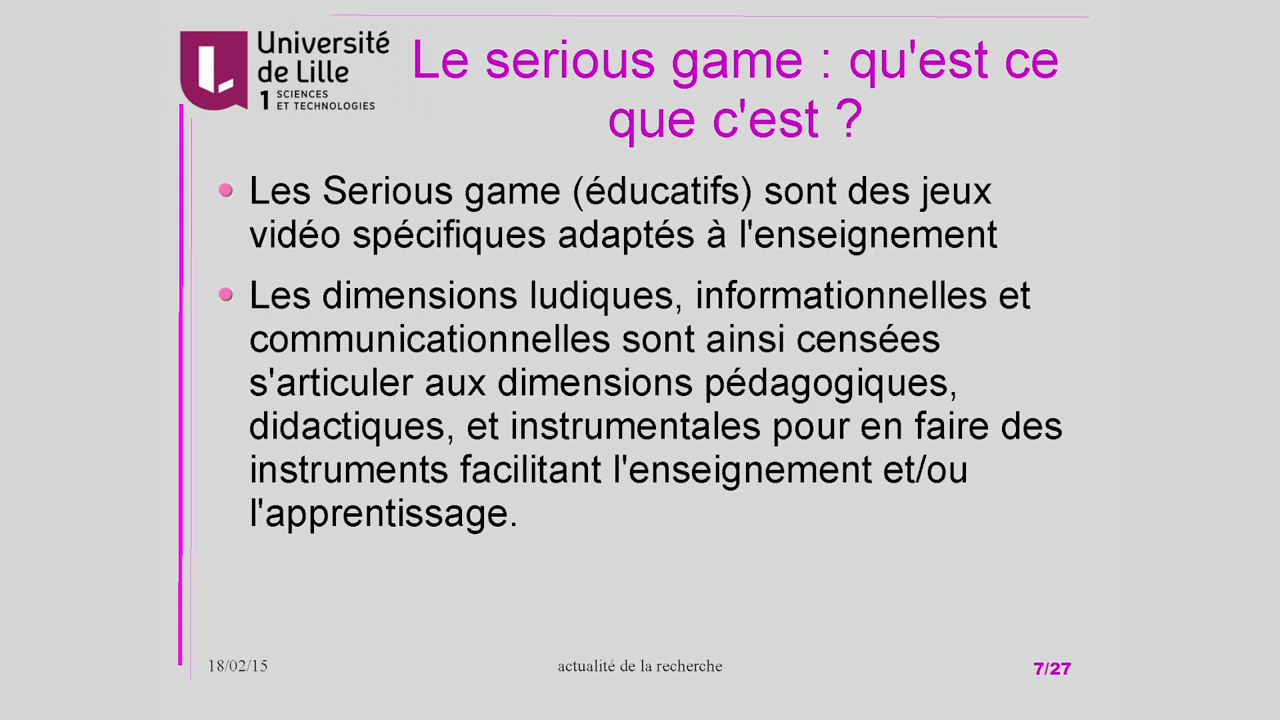 Université
de Lille
1 SCIENCES
ET TECHNOLOGIES
Le serious game : qu'est ce
que c'est ?
Les Serious game (éducatifs) sont des jeux
vidéo spécifiques adaptés à l'enseignement
Les dimensions ludiques, informationnelles et
communicationnelles sont ainsi censées
s'articuler aux dimensions pédagogiques,
didactiques, et instrumentales pour en faire des
instruments facilitant l'enseignement et/ou
l'apprentissage.
18/02/15
actualité de la recherche
7/27